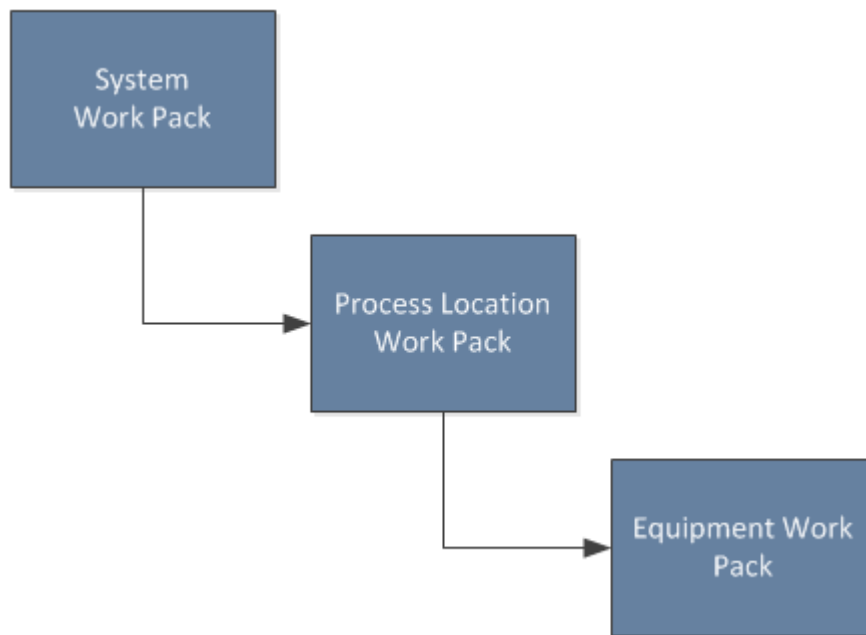 System
Work Pack
Process Location
Work Pack
Equipment Work
Pack